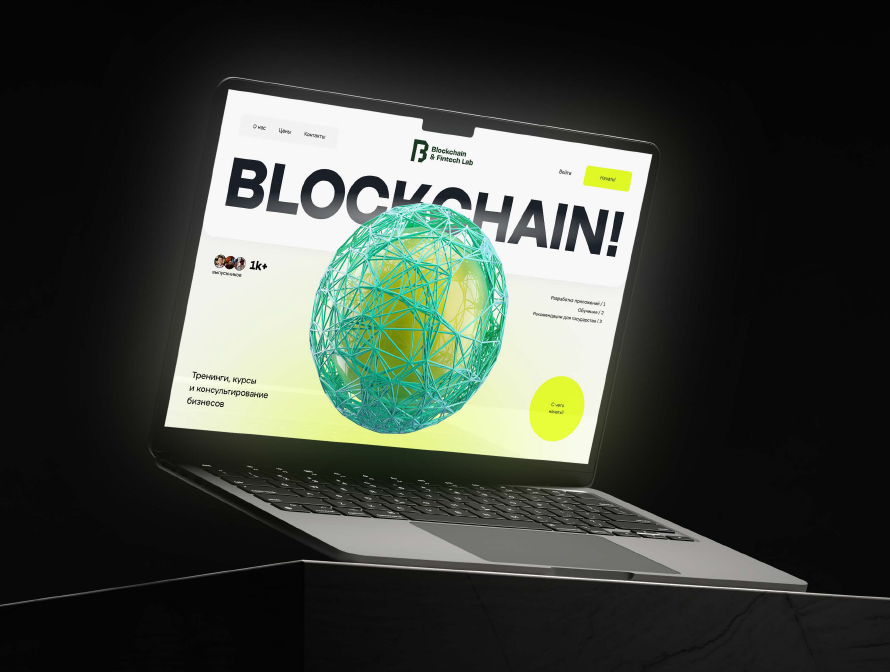 О нас Цены Контакты
Blockchain
& Fintech Lab
Войти
Начать!
BLOCKCHAIN!
1k+
выпускников
Разработка приложений / 1
Обучение / 2
Рекомендации для государства / 3
Тренинги, курсы
и консультирование
бизнесов
С чего
начать?